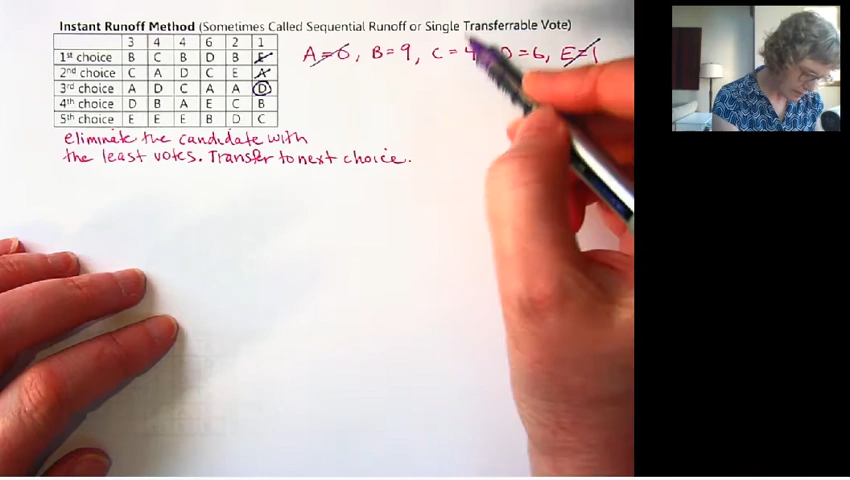 Instant Runoff Method (Sometimes Called Sequential Runoff or Single Transferrable Vote)
3 4 4 6 2 1
1st choice B C B D B E
2nd choice C A D C E A
3rd choice A D C A A D
4th choice D B A E C B
5th choice E E E B D C
A=0, B=9, C=4, D=6, E=1
eliminate the candidate with
the least votes. Transfer to next choice.